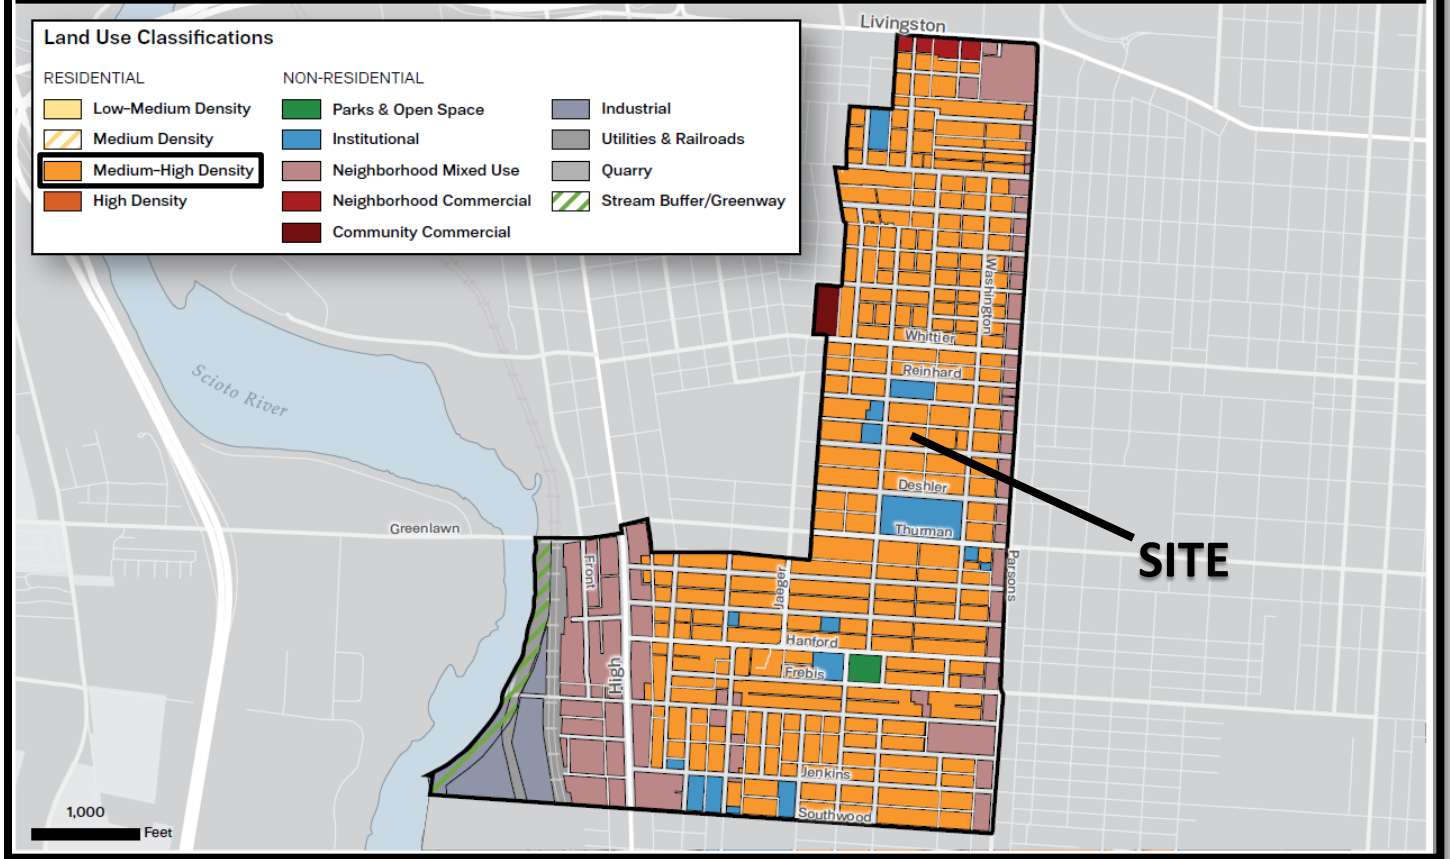 Land Use Classifications
RESIDENTIAL
Low-Medium Density
Medium Density
Medium-High Density
High Density
NON-RESIDENTIAL
Parks & Open Space
Institutional
Neighborhood Mixed Use
Neighborhood Commercial
Community Commercial
Industrial
Utilities & Railroads
Quarry
Stream Buffer/Greenway
Livingston
Washington
Whittier
Reinhard
Scioto River
Deshler
Thurman
Greenlawn
SITE
Front
Jaeger
Parsons
Hanford
High
Frebis
Jenkins
Southwood
1,000
Feet